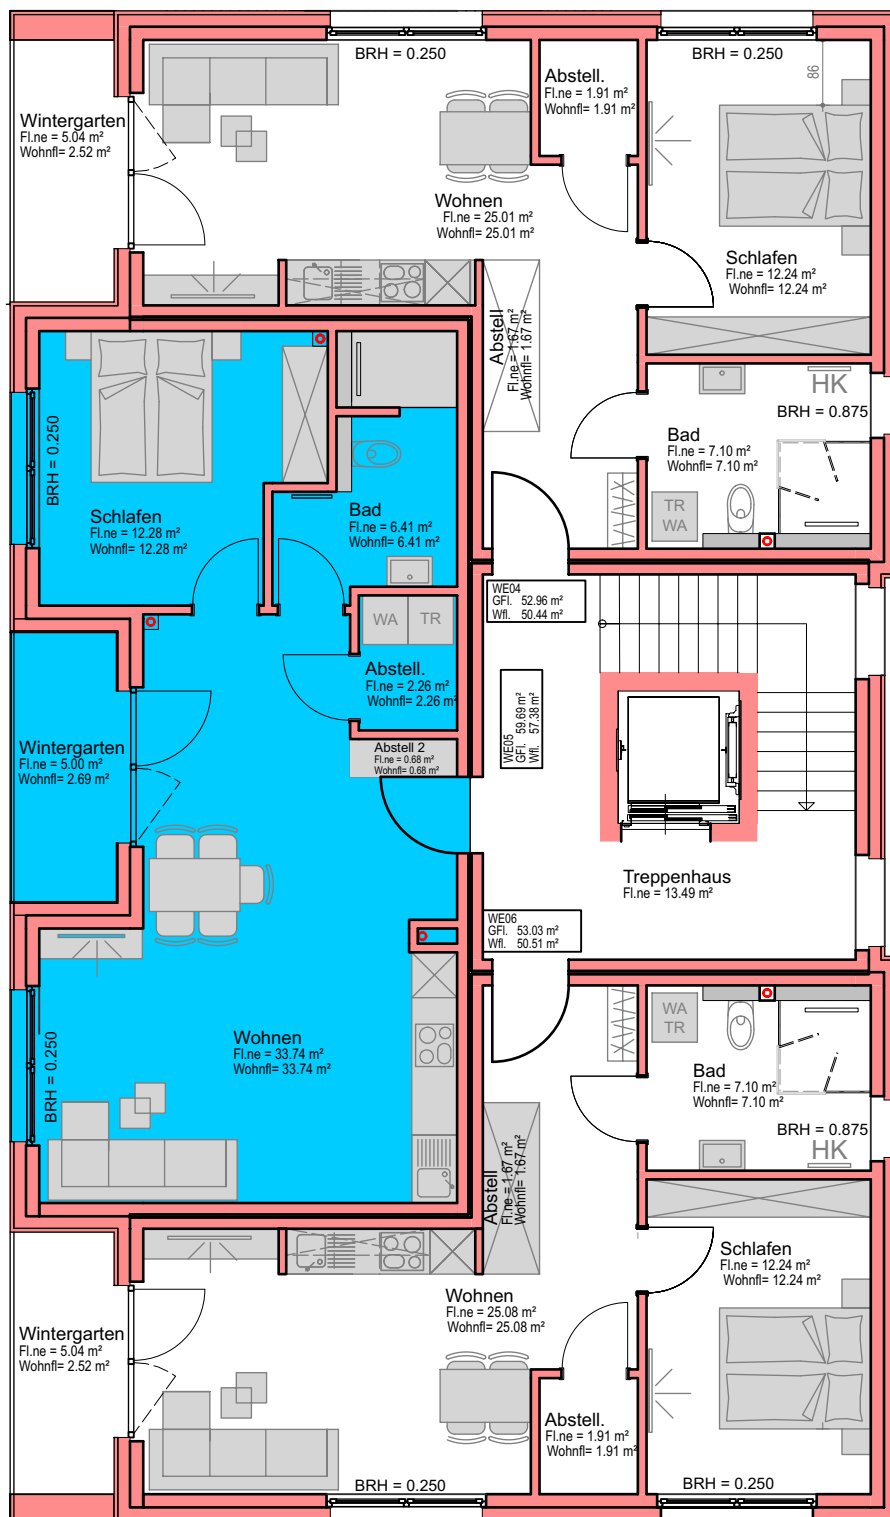 BRH = 0.250
BRH = 0.250
86
Abstell.
Fl.ne = 1.91 m²
Wohnfl= 1.91 m²
Wintergarten
Fl.ne = 5.04 m²
Wohnfl= 2.52 m²
Wohnen
Fl.ne = 25.01 m²
Wohnfl= 25.01 m²
Schlafen
Fl.ne = 12.24 m²
Wohnfl= 12.24 m²
Abstell
Fl.ne = 1.67 m²
Wohnfl= 1.67 m²
HK
BRH = 0.875
Bad
Fl.ne = 7.10 m²
Wohnfl= 7.10 m²
TR
WA
BRH = 0.250
Schlafen
Fl.ne = 12.28 m²
Wohnfl= 12.28 m²
Bad
Fl.ne = 6.41 m²
Wohnfl= 6.41 m²
WE04
GFl. 52.96 m²
Wfl. 50.44 m²
WA
TR
Abstell.
Fl.ne = 2.26 m²
Wohnfl= 2.26 m²
WE05
GFl. 59.69 m²
Wfl. 57.38 m²
Wintergarten
Fl.ne = 5.00 m²
Wohnfl= 2.69 m²
Abstell 2
Fl.ne = 0.68 m²
Wohnfl= 0.68 m²
Treppenhaus
Fl.ne = 13.49 m²
WE06
GFl. 53.03 m²
Wfl. 50.51 m²
Wohnen
Fl.ne = 33.74 m²
Wohnfl= 33.74 m²
BRH = 0.250
WA
TR
Bad
Fl.ne = 7.10 m²
Wohnfl= 7.10 m²
BRH = 0.875
HK
Abstell
Fl.ne = 1.67 m²
Wohnfl= 1.67 m²
Schlafen
Fl.ne = 12.24 m²
Wohnfl= 12.24 m²
Wohnen
Fl.ne = 25.08 m²
Wohnfl= 25.08 m²
Wintergarten
Fl.ne = 5.04 m²
Wohnfl= 2.52 m²
Abstell.
Fl.ne = 1.91 m²
Wohnfl= 1.91 m²
BRH = 0.250
BRH = 0.250